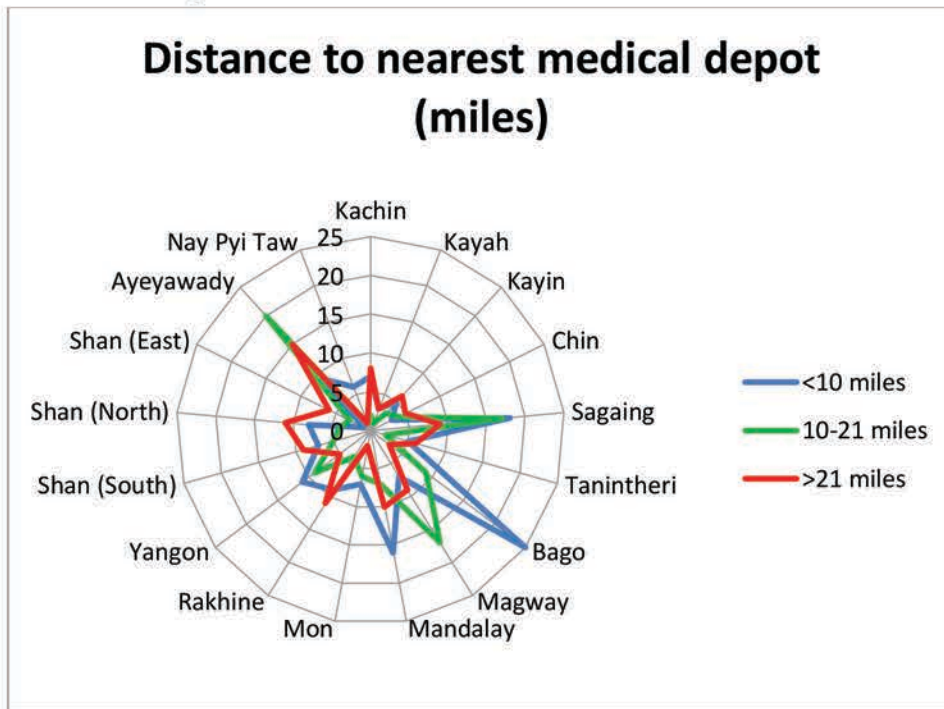 Distance to nearest medical depot
(miles)
Kachin
Kayah
Kayin
Chin
Sagaing
Tanintheri
Bago
Magway
Mandalay
Mon
Rakhine
Yangon
Shan (South)
Shan (North)
Shan (East)
Ayeyawady
Nay Pyi Taw
25
20
15
10
5
0
<10 miles
10-21 miles
>21 miles